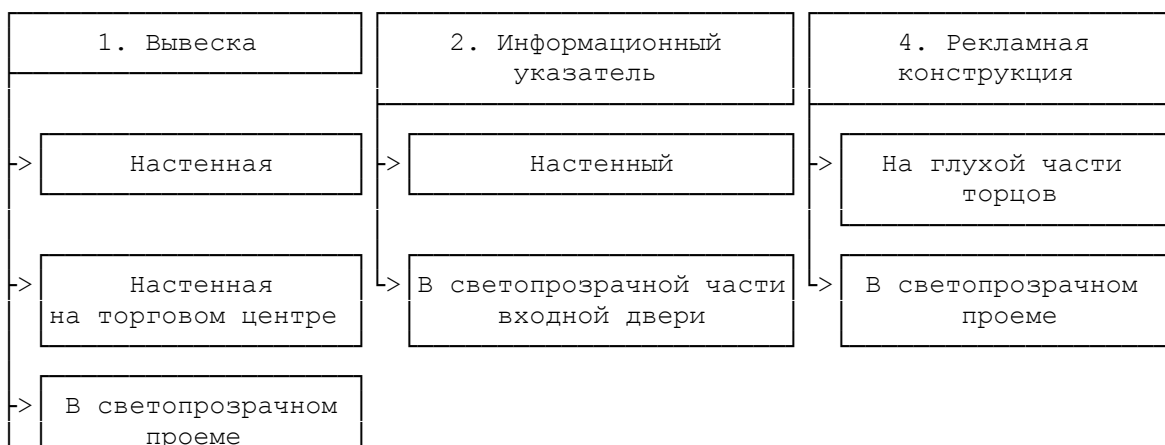 1. Вывеска
2. Информационный
указатель
4. Рекламная
конструкция
->
Настенная
->
Настенный
->
На глухой части
торцов
->
Настенная
на торговом центре
->
В светопрозрачной части
входной двери
->
В светопрозрачном
проеме
->
В светопрозрачном
проеме